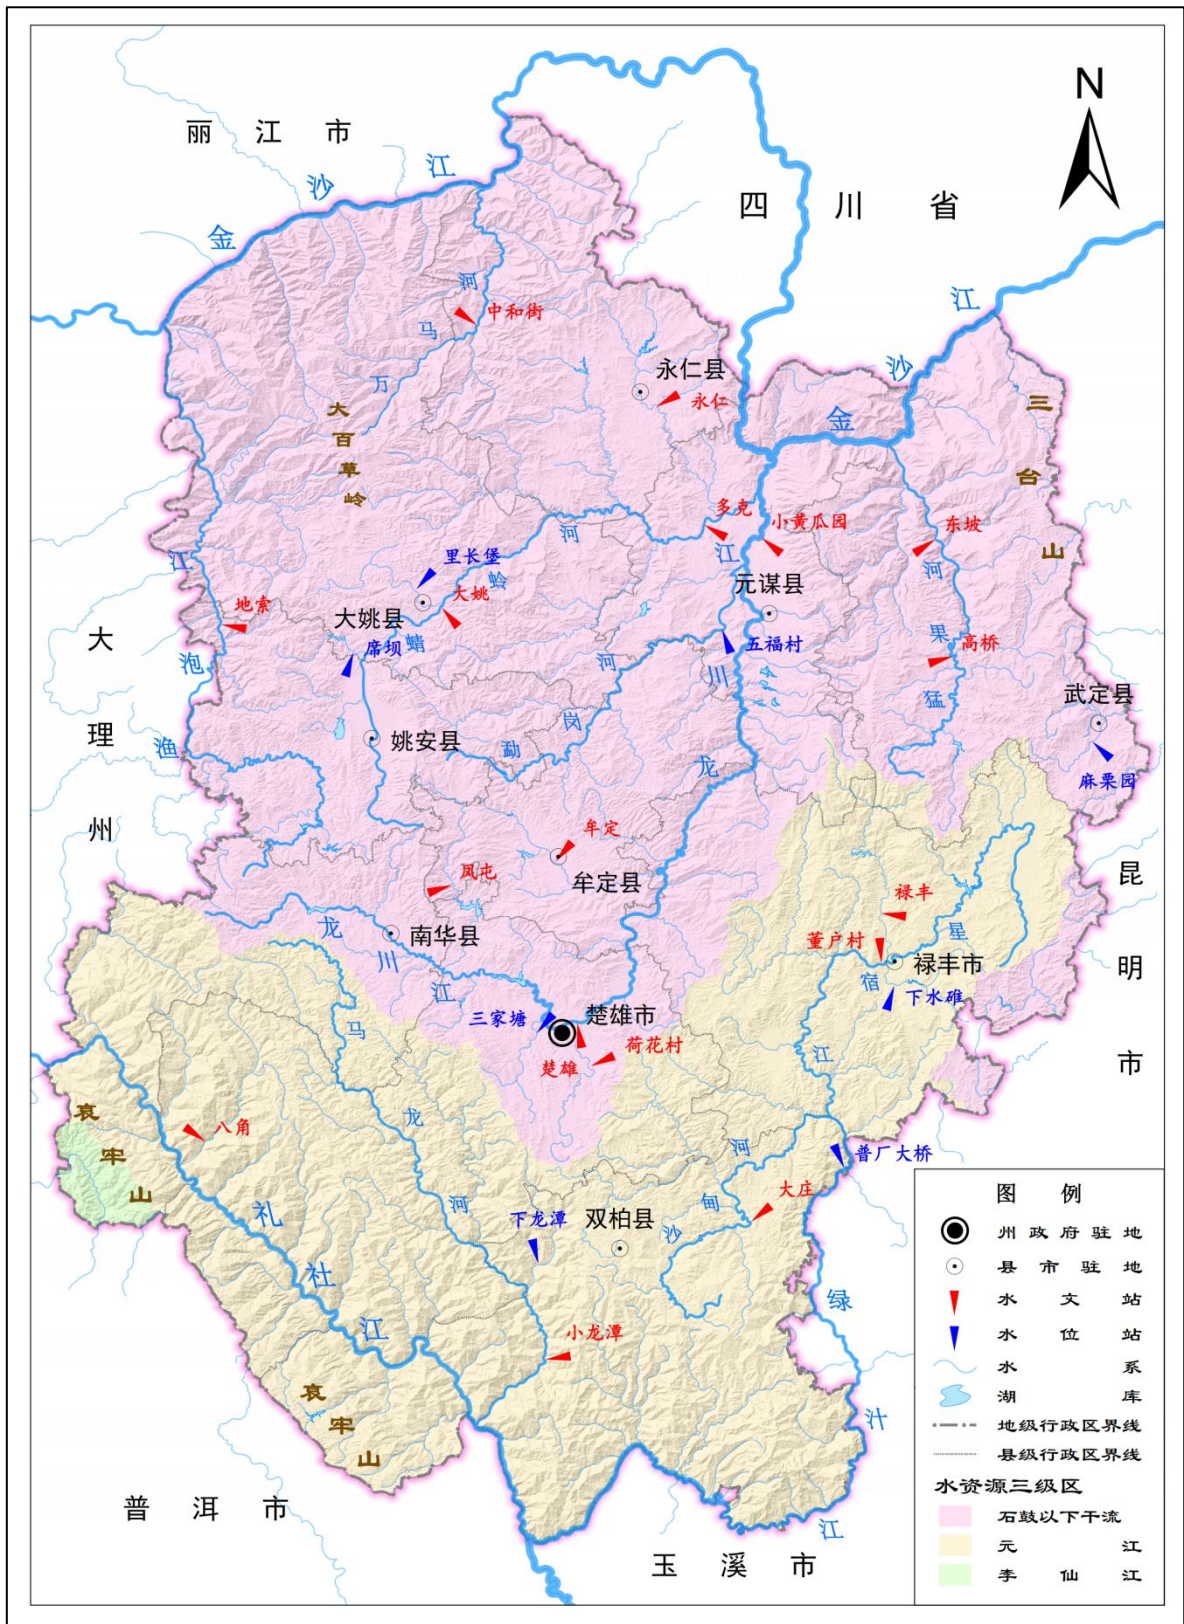 N
丽江市
四川省
金沙江
金沙江
大理州
昆明市
普洱市
玉溪市
万马河
中和街
永仁县
永仁
大百草岭
三台山
多克
小黄瓜园
东坡
里长堡
蜻蛉河
元谋县
大姚县
大姚
地索
渔泡江
席坝
五福村
猛果河
高桥
武定县
姚安县
勐岗河
龙川江
麻栗园
牟定
牟定县
凤屯
禄丰
南华县
董户村
禄丰市
龙川江
星宿江
下水碓
三家塘
楚雄市
楚雄
荷花村
马龙河
哀牢山
八角
普厂大桥
沙甸河
大庄
礼社江
下龙潭
双柏县
小龙潭
绿汁江
哀牢山
图例
州政府驻地
县市驻地
水文站
水位站
水系
湖库
地级行政区界线
县级行政区界线
水资源三级区
石鼓以下干流
元江
李仙江